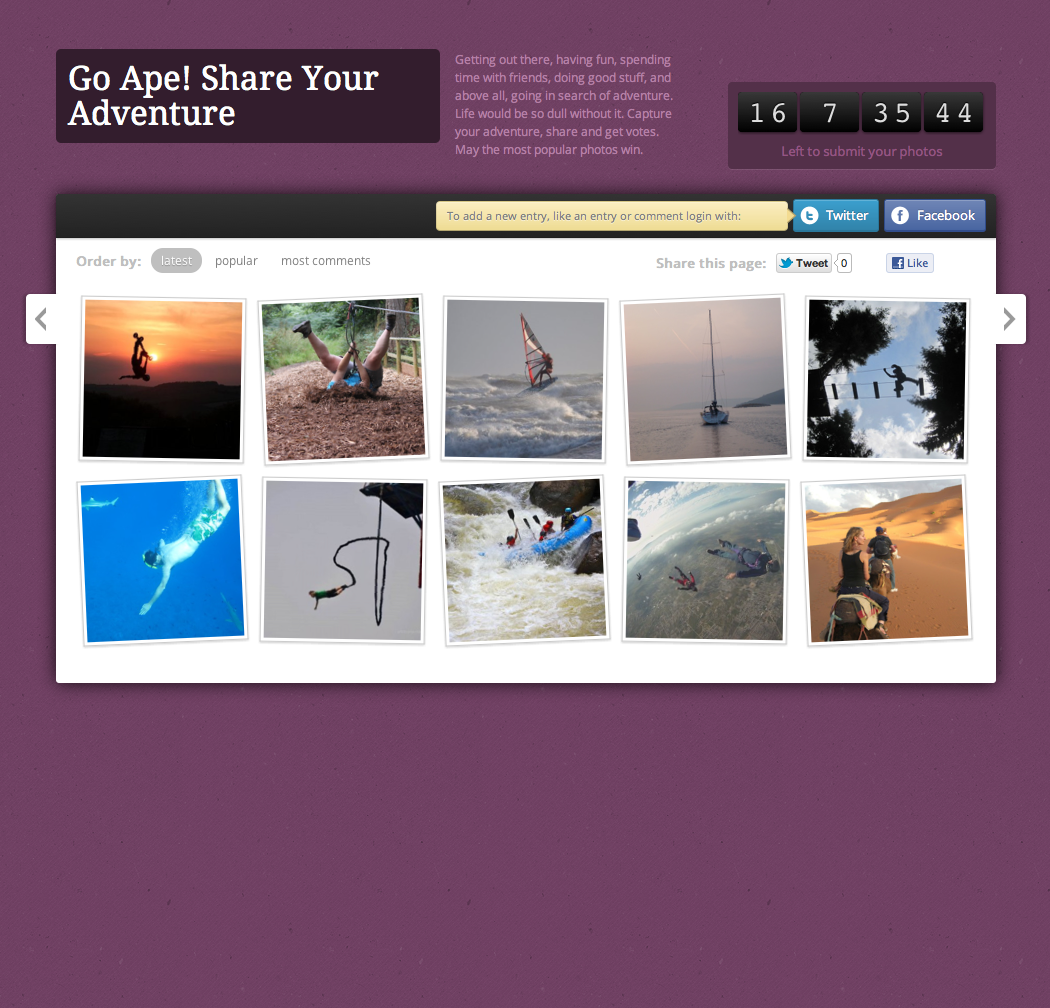 Go Ape! Share Your
Adventure
Getting out there, having fun, spending
time with friends, doing good stuff, and
above all, going in search of adventure.
Life would be so dull without it. Capture
your adventure, share and get votes.
May the most popular photos win.
16 7 35 44
Left to submit your photos
To add a new entry, like an entry or comment login with: Twitter Facebook
Order by: latest popular most comments Share this page: Tweet 0 Like